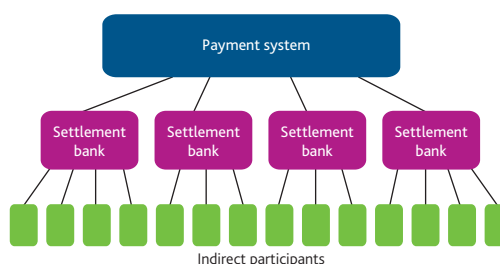 Payment system
Settlement
bank
Settlement
bank
Settlement
bank
Settlement
bank
Indirect participants